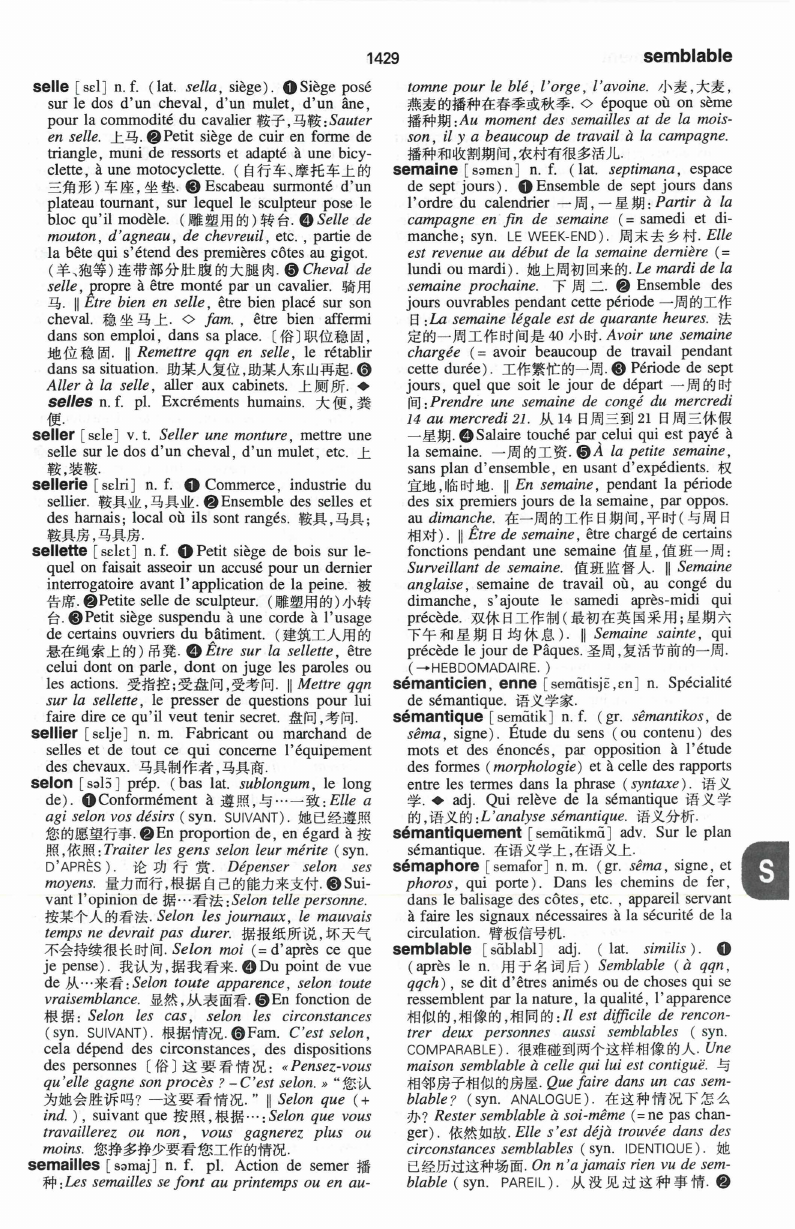 1429
semblable
selle [sɛl] n. f. (lat. sella, siège). ❶Siège posé
sur le dos d'un cheval, d'un mulet, d'un âne,
pour la commodité du cavalier 鞍子,马鞍:Sauter
en selle. 上马.❷Petit siège de cuir en forme de
triangle, muni de ressorts et adapté à une bicy-
clette, à une motocyclette. (自行车、摩托车上的
三角形)车座,坐垫. ❸ Escabeau surmonté d'un
plateau tournant, sur lequel le sculpteur pose le
bloc qu'il modèle. (雕塑用的)转台. ❹ Selle de
mouton, d'agneau, de chevreuil, etc., partie de
la bête qui s'étend des premières côtes au gigot.
(羊、狍等)连带部分肚腹的大腿肉. ❺ Cheval de
selle, propre à être monté par un cavalier. 骑用
马. ‖ Être bien en selle, être bien placé sur son
cheval. 稳坐马上. ◇ fam., être bien affermi
dans son emploi, dans sa place. 〔俗〕职位稳固,
地位稳固. ‖ Remettre qqn en selle, le rétablir
dans sa situation. 助某人复位,助某人东山再起. ❻
Aller à la selle, aller aux cabinets. 上厕所. ◆
selles n. f. pl. Excréments humains. 大便,粪
便.
seller [sɛle] v. t. Seller une monture, mettre une
selle sur le dos d'un cheval, d'un mulet, etc. 上
鞍,装鞍.
sellerie [sɛlri] n. f. ❶ Commerce, industrie du
sellier. 鞍具业,马具业. ❷Ensemble des selles et
des harnais; local où ils sont rangés. 鞍具,马具;
鞍具房,马具房.
sellette [sɛlɛt] n. f. ❶ Petit siège de bois sur le-
quel on faisait asseoir un accusé pour un dernier
interrogatoire avant l'application de la peine. 被
告席. ❷Petite selle de sculpteur. (雕塑用的)小转
台. ❸Petit siège suspendu à une corde à l'usage
de certains ouvriers du bâtiment. (建筑工人用的
悬在绳索上的)吊凳. ❹ Être sur la sellette, être
celui dont on parle, dont on juge les paroles ou
les actions. 受指控;受盘问,受考问. ‖ Mettre qqn
sur la sellette, le presser de questions pour lui
faire dire ce qu'il veut tenir secret. 盘问,考问.
sellier [sɛlje] n. m. Fabricant ou marchand de
selles et de tout ce qui concerne l'équipement
des chevaux. 马具制作者,马具商.
selon [səlɔ̃] prép. (bas lat. sublongum, le long
de). ❶Conformément à 遵照,与…一致:Elle a
agi selon vos désirs (syn. SUIVANT). 她已经遵照
您的愿望行事. ❷En proportion de, en égard à 按
照,依照:Traiter les gens selon leur mérite (syn.
D'APRÈS). 论功行赏. Dépenser selon ses
moyens. 量力而行,根据自己的能力来支付. ❸Sui-
vant l'opinion de 据…看法:Selon telle personne.
按某个人的看法. Selon les journaux, le mauvais
temps ne devrait pas durer. 据报纸所说,坏天气
不会持续很长时间. Selon moi (= d'après ce que
je pense). 我认为,据我看来. ❹Du point de vue
de 从…来看:Selon toute apparence, selon toute
vraisemblance. 显然,从表面看. ❺En fonction de
根据: Selon les cas, selon les circonstances
(syn. SUIVANT). 根据情况. ❻Fam. C'est selon,
cela dépend des circonstances, des dispositions
des personnes 〔俗〕这要看情况: «Pensez-vous
qu'elle gagne son procès ? – C'est selon. » “您认
为她会胜诉吗? —这要看情况.” ‖ Selon que (+
ind.), suivant que 按照,根据…:Selon que vous
travaillerez ou non, vous gagnerez plus ou
moins. 您挣多挣少要看您工作的情况.
semailles [səmaj] n. f. pl. Action de semer 播
种:Les semailles se font au printemps ou en au-
tomne pour le blé, l'orge, l'avoine. 小麦,大麦,
燕麦的播种在春季或秋季. ◇ époque où on sème
播种期:Au moment des semailles at de la mois-
son, il y a beaucoup de travail à la campagne.
播种和收割期间,农村有很多活儿.
semaine [səmɛn] n. f. (lat. septimana, espace
de sept jours). ❶ Ensemble de sept jours dans
l'ordre du calendrier 一周,一星期:Partir à la
campagne en fin de semaine (= samedi et di-
manche; syn. LE WEEK-END). 周末去乡村. Elle
est revenue au début de la semaine dernière (=
lundi ou mardi). 她上周初回来的. Le mardi de la
semaine prochaine. 下周二. ❷ Ensemble des
jours ouvrables pendant cette période 一周的工作
日:La semaine légale est de quarante heures. 法
定的一周工作时间是 40 小时. Avoir une semaine
chargée (= avoir beaucoup de travail pendant
cette durée). 工作繁忙的一周. ❸ Période de sept
jours, quel que soit le jour de départ 一周的时
间:Prendre une semaine de congé du mercredi
14 au mercredi 21. 从 14 日周三到 21 日周三休假
一星期. ❹Salaire touché par celui qui est payé à
la semaine. 一周的工资. ❺À la petite semaine,
sans plan d'ensemble, en usant d'expédients. 权
宜地,临时地. ‖ En semaine, pendant la période
des six premiers jours de la semaine, par oppos.
au dimanche. 在一周的工作日期间,平时(与周日
相对). ‖ Être de semaine, être chargé de certains
fonctions pendant une semaine 值星,值班一周:
Surveillant de semaine. 值班监督人. ‖ Semaine
anglaise, semaine de travail où, au congé du
dimanche, s'ajoute le samedi après-midi qui
précède. 双休日工作制(最初在英国采用;星期六
下午和星期日均休息). ‖ Semaine sainte, qui
précède le jour de Pâques. 圣周,复活节前的一周.
(→HEBDOMADAIRE.)
sémanticien, enne [semɑ̃tisjɛ̃,ɛn] n. Spécialité
de sémantique. 语义学家.
sémantique [semɑ̃tik] n. f. (gr. sêmantikos, de
sêma, signe). Étude du sens (ou contenu) des
mots et des énoncés, par opposition à l'étude
des formes (morphologie) et à celle des rapports
entre les termes dans la phrase (syntaxe). 语义
学. ◆ adj. Qui relève de la sémantique 语义学
的,语义的:L'analyse sémantique. 语义分析.
sémantiquement [semɑ̃tikmɑ̃] adv. Sur le plan
sémantique. 在语义学上,在语义上.
sémaphore [semafor] n. m. (gr. sêma, signe, et
phoros, qui porte). Dans les chemins de fer,
dans le balisage des côtes, etc., appareil servant
à faire les signaux nécessaires à la sécurité de la
circulation. 臂板信号机.
semblable [sɑ̃blabl] adj. (lat. similis). ❶
(après le n. 用于名词后) Semblable (à qqn,
qqch), se dit d'êtres animés ou de choses qui se
ressemblent par la nature, la qualité, l'apparence
相似的,相像的,相同的:Il est difficile de rencon-
trer deux personnes aussi semblables (syn.
COMPARABLE). 很难碰到两个这样相像的人. Une
maison semblable à celle qui lui est contiguë. 与
相邻房子相似的房屋. Que faire dans un cas sem-
blable? (syn. ANALOGUE). 在这种情况下怎么
办? Rester semblable à soi-même (= ne pas chan-
ger). 依然如故. Elle s'est déjà trouvée dans des
circonstances semblables (syn. IDENTIQUE). 她
已经历过这种场面. On n'a jamais rien vu de sem-
blable (syn. PAREIL). 从没见过这种事情. ❷
S